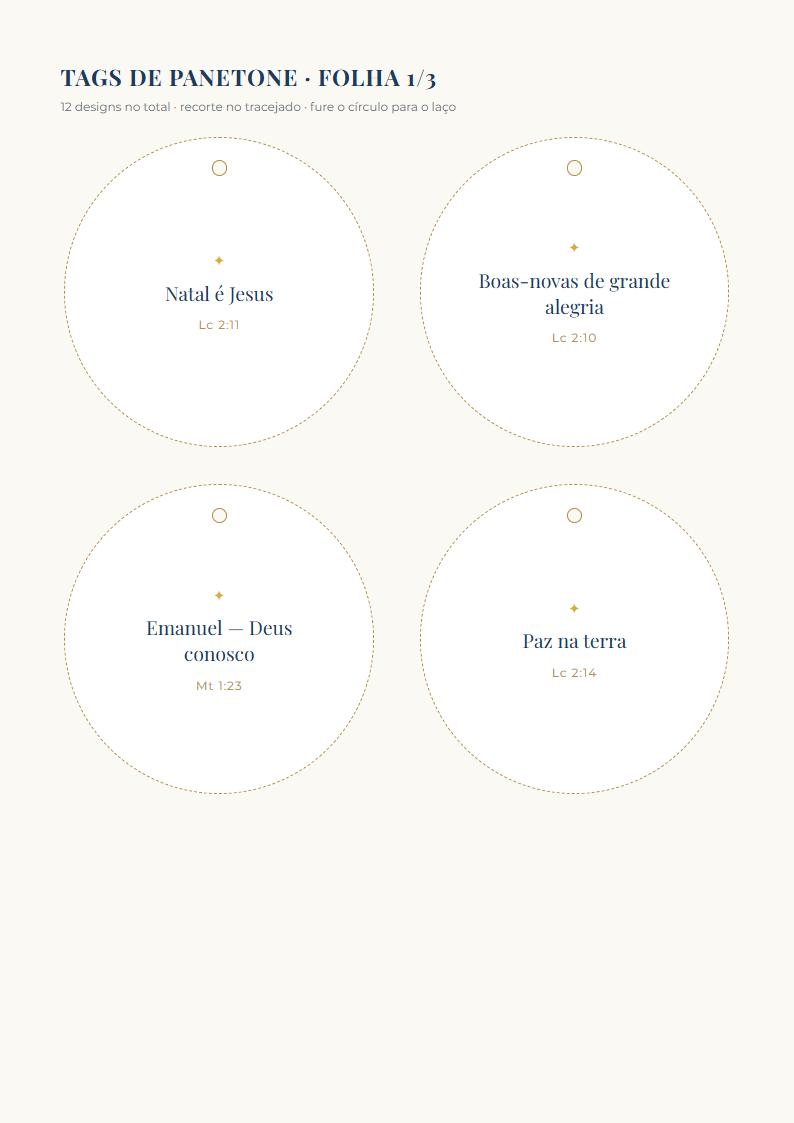 TAGS DE PANETONE · FOLHA 1/3
12 designs no total · recorte no tracejado · fure o círculo para o laço
Natal é Jesus
Lc 2:11
Boas-novas de grande
alegria
Lc 2:10
Emanuel — Deus
conosco
Mt 1:23
Paz na terra
Lc 2:14